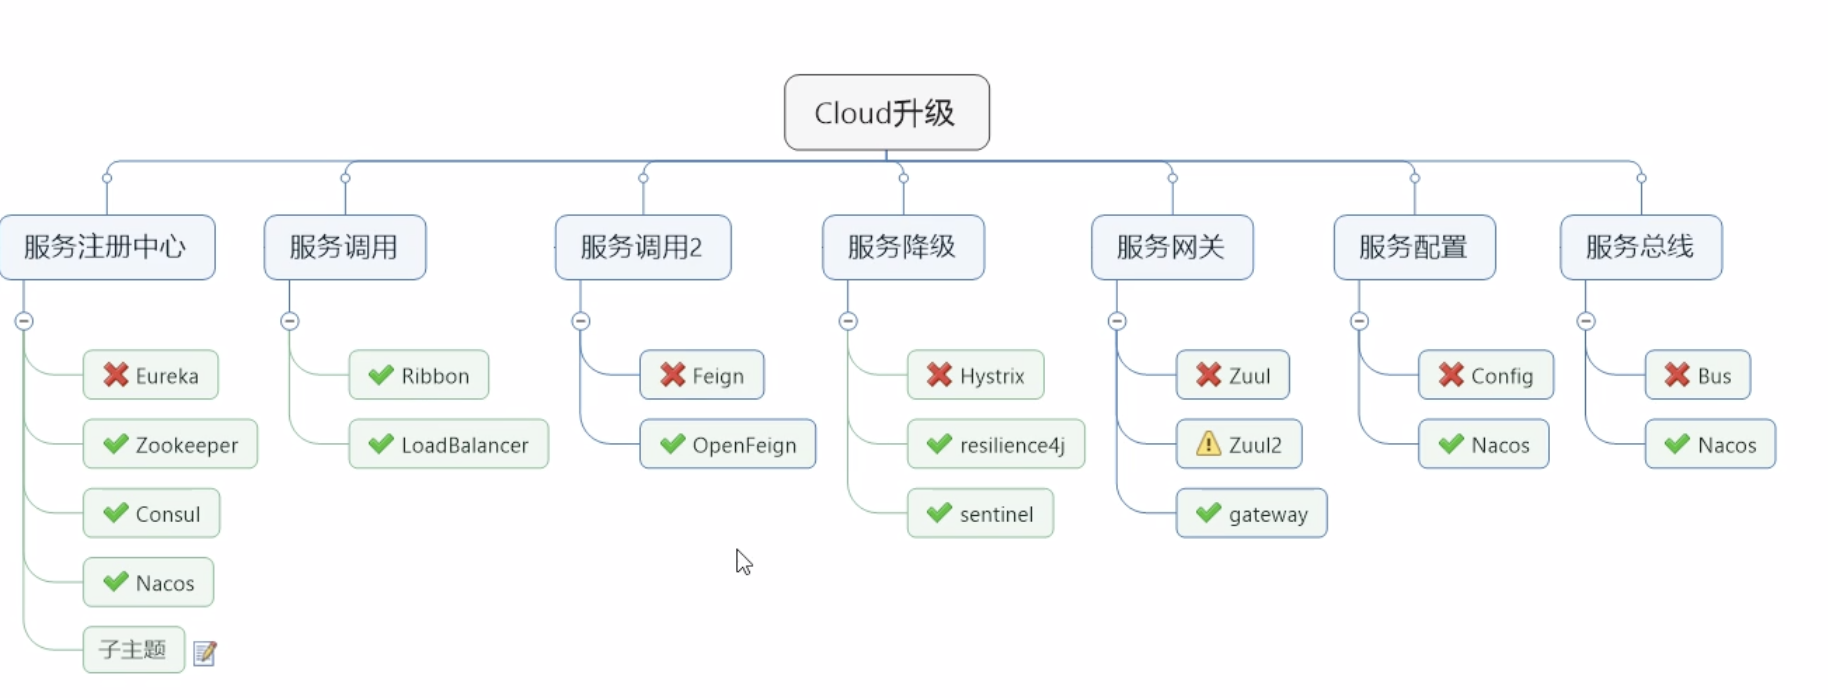 Cloud升级
服务注册中心
Eureka
Zookeeper
Consul
Nacos
子主题
服务调用
Ribbon
LoadBalancer
服务调用2
Feign
OpenFeign
服务降级
Hystrix
resilience4j
sentinel
服务网关
Zuul
Zuul2
gateway
服务配置
Config
Nacos
服务总线
Bus
Nacos